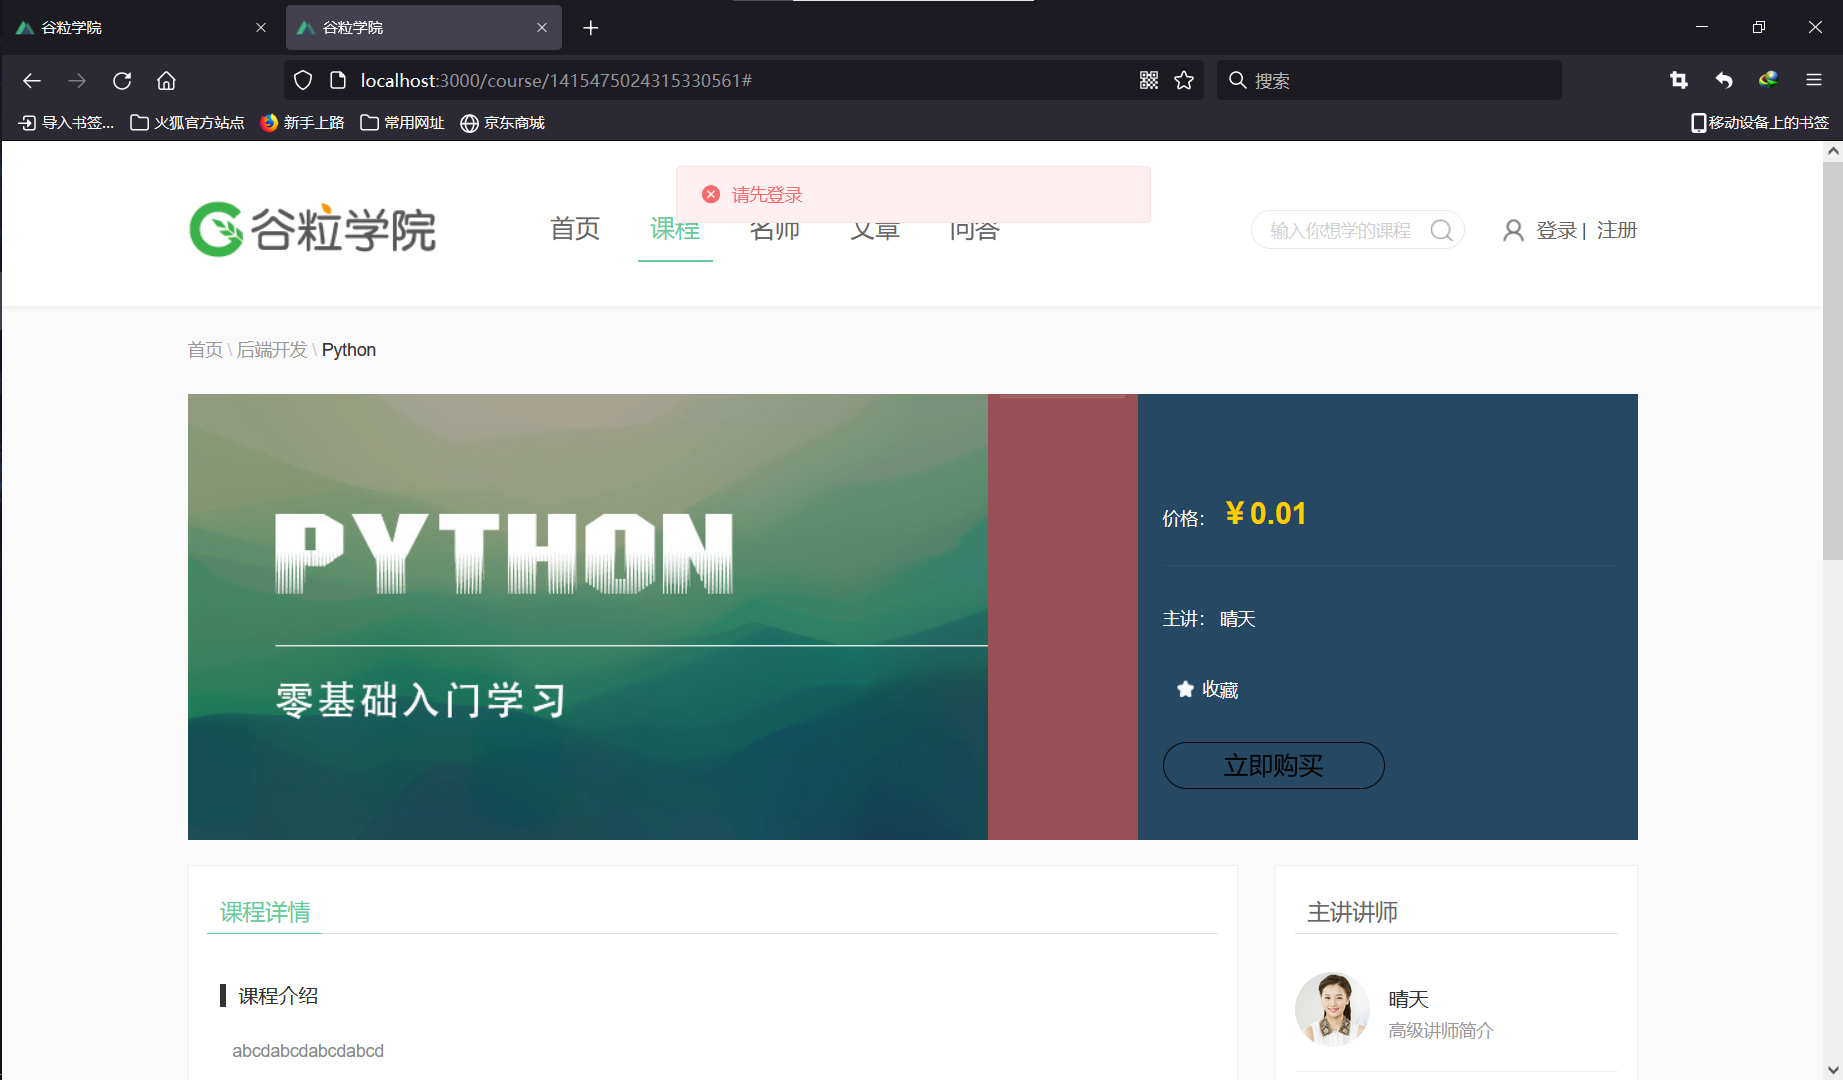 谷粒学院
谷粒学院
localhost:3000/course/1415475024315330561#
搜索
导入书签...
火狐官方站点
新手上路
常用网址
京东商城
移动设备上的书签
请先登录
谷粒学院
首页
课程
名师
文章
问答
输入你想学的课程
登录 | 注册
首页 \ 后端开发 \ Python
PYTHON
零基础入门学习
价格： ￥0.01
主讲： 晴天
收藏
立即购买
课程详情
主讲讲师
课程介绍
晴天
高级讲师简介
abcdabcdabcdabcd